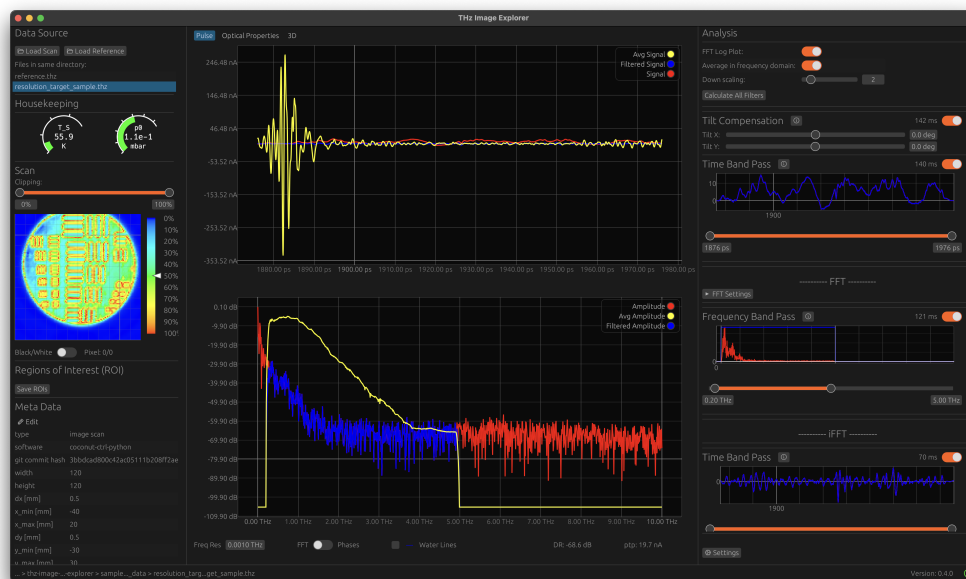 THz Image Explorer
Data Source
Load Scan Load Reference
Files in same directory:
reference.thz
resolution_target_sample.thz
Housekeeping
T_S
55.9
K
p0
1.1e-1
mbar
Scan
Clipping:
0% 100%
0%
10%
20%
30%
40%
50%
60%
70%
80%
90%
100%
Black/White Pixel: 0/0
Regions of Interest (ROI)
Save ROIs
Meta Data
Edit
type image scan
software coconut-ctrl-python
git commit hash 3bbdcad800c42ac05111b208ff2ae
width 120
height 120
dx [mm] 0.5
x_min [mm] -40
x_max [mm] 20
dy [mm] 0.5
y_min [mm] -30
y_max [mm] 30
Pulse Optical Properties 3D
Avg Signal
Filtered Signal
Signal
246.48 nA
146.48 nA
46.48 nA
-53.52 nA
-153.52 nA
-253.52 nA
-353.52 nA
1880.00 ps 1890.00 ps 1900.00 ps 1910.00 ps 1920.00 ps 1930.00 ps 1940.00 ps 1950.00 ps 1960.00 ps 1970.00 ps 1980.00 ps
Amplitude
Avg Amplitude
Filtered Amplitude
0.10 dB
-9.90 dB
-19.90 dB
-29.90 dB
-39.90 dB
-49.90 dB
-59.90 dB
-69.90 dB
-79.90 dB
-89.90 dB
-99.90 dB
-109.90 dB
0.00 THz 1.00 THz 2.00 THz 3.00 THz 4.00 THz 5.00 THz 6.00 THz 7.00 THz 8.00 THz 9.00 THz 10.00 THz
Freq Res 0.0010 THz FFT Phases Water Lines DR: -68.6 dB ptp: 19.7 nA
Analysis
FFT Log Plot:
Average in frequency domain:
Down scaling: 2
Calculate All Filters
Tilt Compensation 142 ms
Tilt X: 0.0 deg
Tilt Y: 0.0 deg
Time Band Pass 140 ms
10
0
1900
1876 ps 1976 ps
---------- FFT ----------
FFT Settings
Frequency Band Pass 121 ms
0
0
0.20 THz 5.00 THz
---------- iFFT ----------
Time Band Pass 70 ms
0
1900
Settings
... > thz-image-...-explorer > sample..._data > resolution_targ...get_sample.thz
Version: 0.4.0